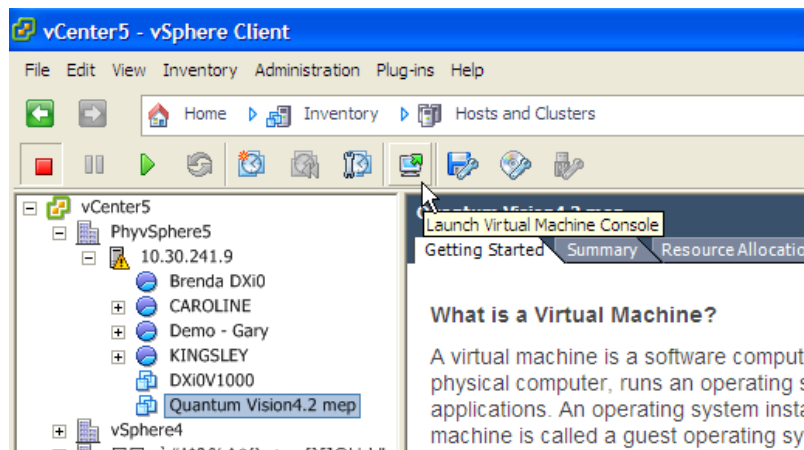 vCenter5 - vSphere Client
File Edit View Inventory Administration Plug-ins Help
Home Inventory Hosts and Clusters
vCenter5
PhyvSphere5
10.30.241.9
Brenda DXi0
CAROLINE
Demo - Gary
KINGSLEY
DXi0V1000
Quantum Vision4.2 mep
vSphere4
Launch Virtual Machine Console
Getting Started Summary Resource Allocatio
What is a Virtual Machine?
A virtual machine is a software comput
physical computer, runs an operating s
applications. An operating system insta
machine is called a guest operating sy